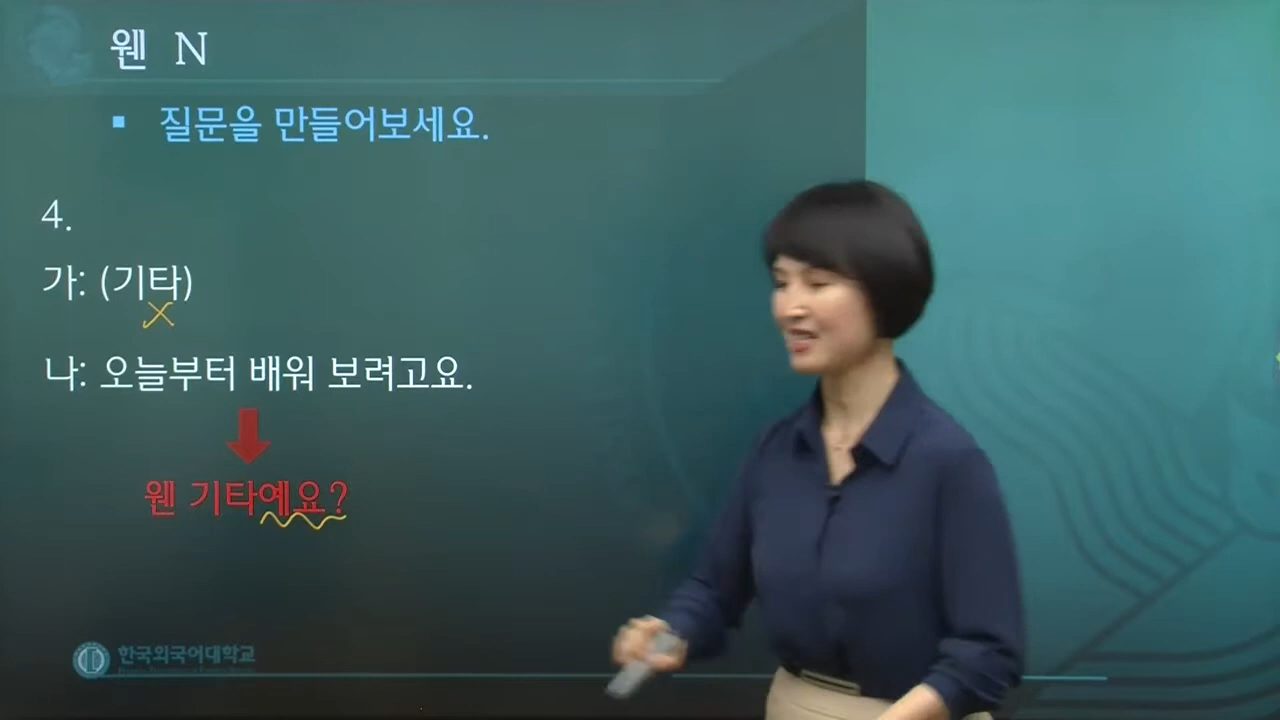 웬 N
▪ 질문을 만들어보세요.
4.
가: (기타)
나: 오늘부터 배워 보려고요.
웬 기타예요?
한국외국어대학교